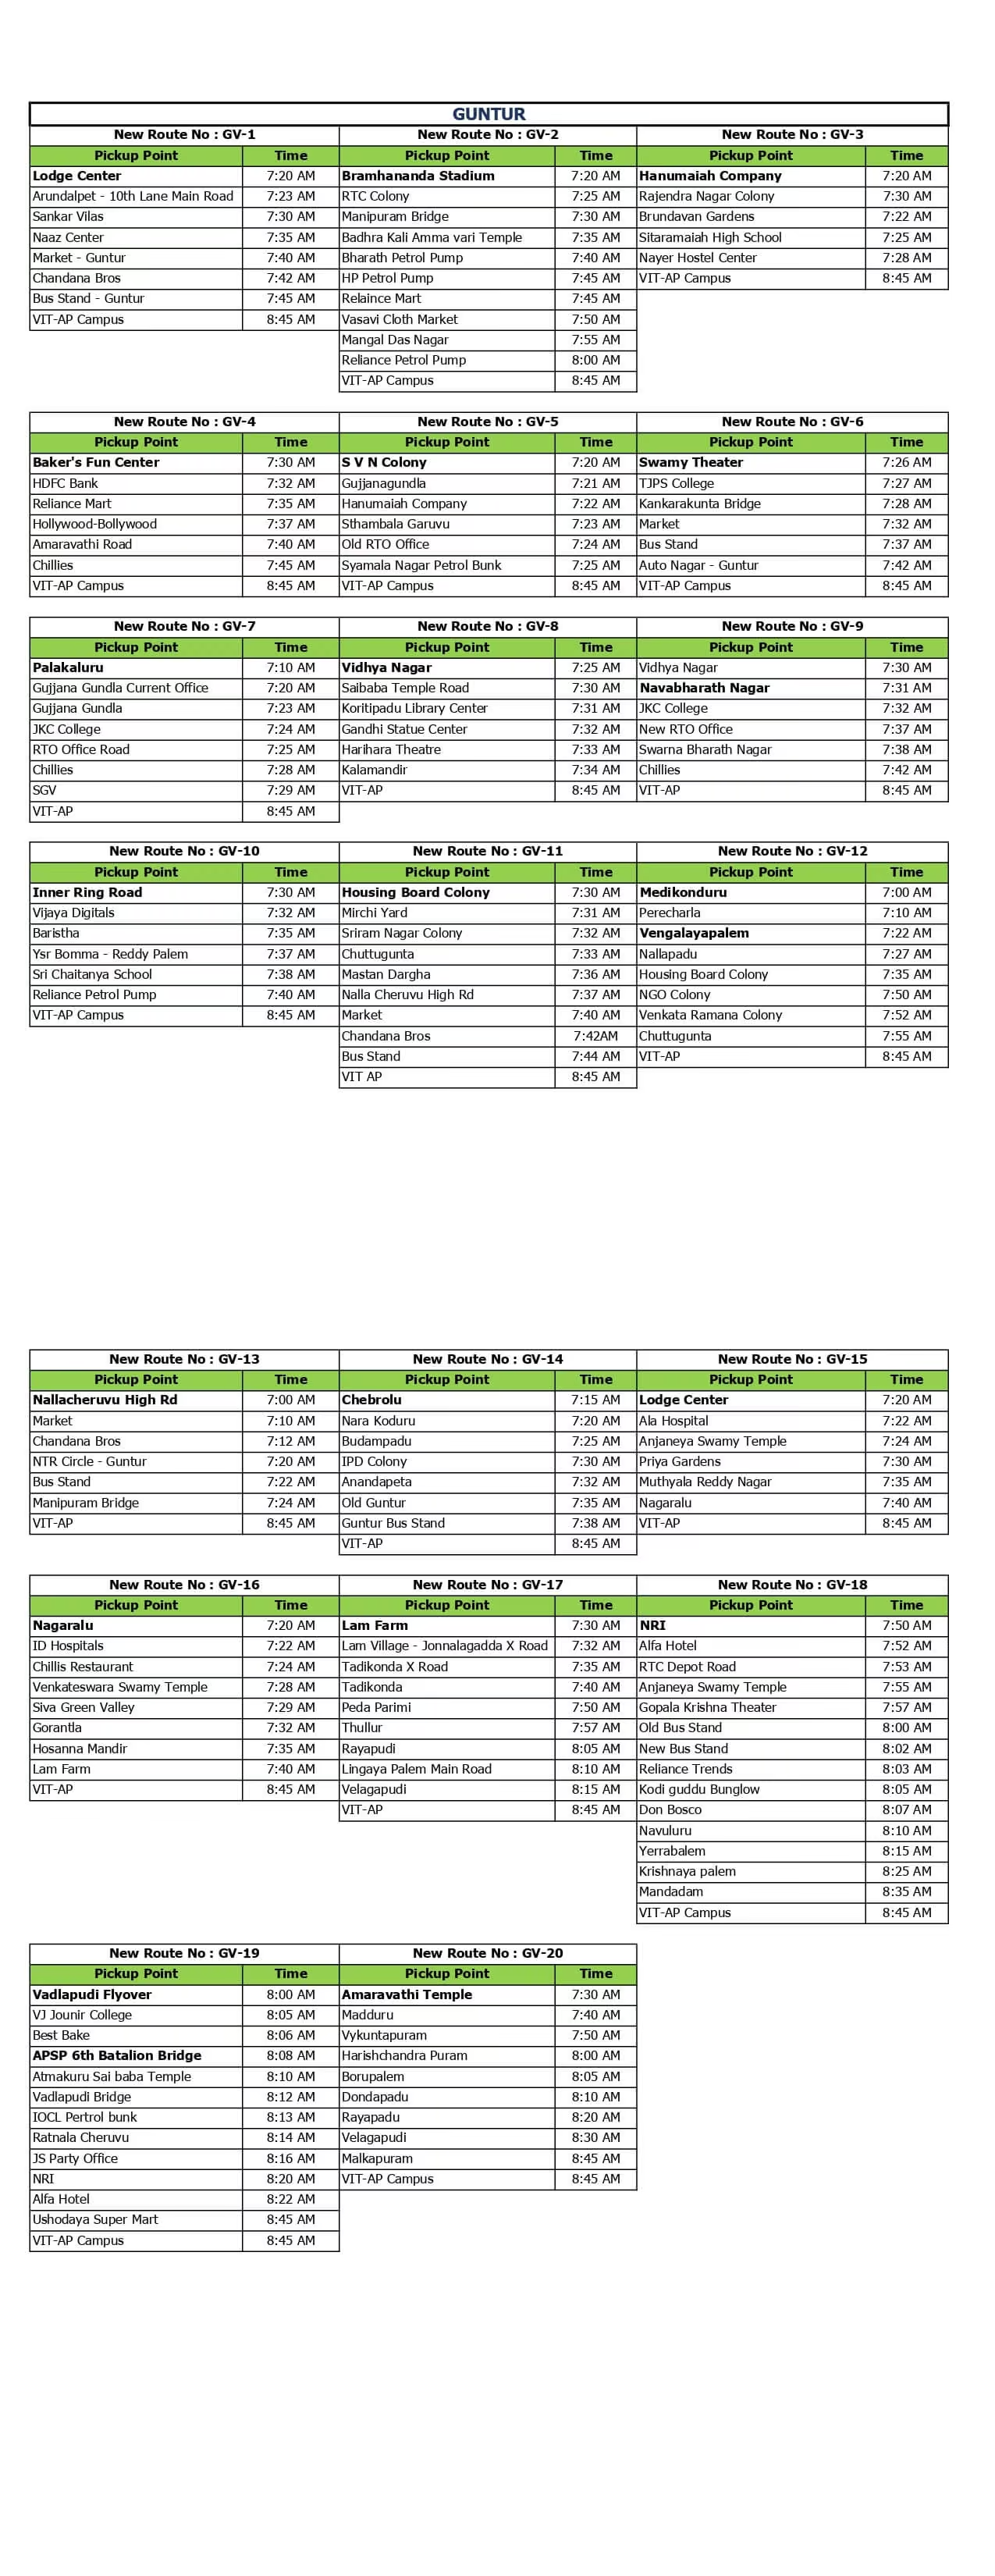 GUNTUR
New Route No : GV-1 New Route No : GV-2 New Route No : GV-3
Pickup Point Time Pickup Point Time Pickup Point Time
Lodge Center 7:20 AM Bramhananda Stadium 7:20 AM Hanumaiah Company 7:20 AM
Arundalpet - 10th Lane Main Road 7:23 AM RTC Colony 7:25 AM Rajendra Nagar Colony 7:30 AM
Sankar Vilas 7:30 AM Manipuram Bridge 7:30 AM Brundavan Gardens 7:22 AM
Naaz Center 7:35 AM Badhra Kali Amma vari Temple 7:35 AM Sitaramaiah High School 7:25 AM
Market - Guntur 7:40 AM Bharath Petrol Pump 7:40 AM Nayer Hostel Center 7:28 AM
Chandana Bros 7:42 AM HP Petrol Pump 7:45 AM VIT-AP Campus 8:45 AM
Bus Stand - Guntur 7:45 AM Relaince Mart 7:45 AM
VIT-AP Campus 8:45 AM Vasavi Cloth Market 7:50 AM
Mangal Das Nagar 7:55 AM
Reliance Petrol Pump 8:00 AM
VIT-AP Campus 8:45 AM
New Route No : GV-4 New Route No : GV-5 New Route No : GV-6
Pickup Point Time Pickup Point Time Pickup Point Time
Baker's Fun Center 7:30 AM S V N Colony 7:20 AM Swamy Theater 7:26 AM
HDFC Bank 7:32 AM Gujjanagundla 7:21 AM TJPS College 7:27 AM
Reliance Mart 7:35 AM Hanumaiah Company 7:22 AM Kankarakunta Bridge 7:28 AM
Hollywood-Bollywood 7:37 AM Sthambala Garuvu 7:23 AM Market 7:32 AM
Amaravathi Road 7:40 AM Old RTO Office 7:24 AM Bus Stand 7:37 AM
Chillies 7:45 AM Syamala Nagar Petrol Bunk 7:25 AM Auto Nagar - Guntur 7:42 AM
VIT-AP Campus 8:45 AM VIT-AP Campus 8:45 AM VIT-AP Campus 8:45 AM
New Route No : GV-7 New Route No : GV-8 New Route No : GV-9
Pickup Point Time Pickup Point Time Pickup Point Time
Palakaluru 7:10 AM Vidhya Nagar 7:25 AM Vidhya Nagar 7:30 AM
Gujjana Gundla Current Office 7:20 AM Saibaba Temple Road 7:30 AM Navabharath Nagar 7:31 AM
Gujjana Gundla 7:23 AM Koritipadu Library Center 7:31 AM JKC College 7:32 AM
JKC College 7:24 AM Gandhi Statue Center 7:32 AM New RTO Office 7:37 AM
RTO Office Road 7:25 AM Harihara Theatre 7:33 AM Swarna Bharath Nagar 7:38 AM
Chillies 7:28 AM Kalamandir 7:34 AM Chillies 7:42 AM
SGV 7:29 AM VIT-AP 8:45 AM VIT-AP 8:45 AM
VIT-AP 8:45 AM
New Route No : GV-10 New Route No : GV-11 New Route No : GV-12
Pickup Point Time Pickup Point Time Pickup Point Time
Inner Ring Road 7:30 AM Housing Board Colony 7:30 AM Medikonduru 7:00 AM
Vijaya Digitals 7:32 AM Mirchi Yard 7:31 AM Perecharla 7:10 AM
Baristha 7:35 AM Sriram Nagar Colony 7:32 AM Vengalayapalem 7:22 AM
Ysr Bomma - Reddy Palem 7:37 AM Chuttugunta 7:33 AM Nallapadu 7:27 AM
Sri Chaitanya School 7:38 AM Mastan Dargha 7:36 AM Housing Board Colony 7:35 AM
Reliance Petrol Pump 7:40 AM Nalla Cheruvu High Rd 7:37 AM NGO Colony 7:50 AM
VIT-AP Campus 8:45 AM Market 7:40 AM Venkata Ramana Colony 7:52 AM
Chandana Bros 7:42AM Chuttugunta 7:55 AM
Bus Stand 7:44 AM VIT-AP 8:45 AM
VIT AP 8:45 AM
New Route No : GV-13 New Route No : GV-14 New Route No : GV-15
Pickup Point Time Pickup Point Time Pickup Point Time
Nallacheruvu High Rd 7:00 AM Chebrolu 7:15 AM Lodge Center 7:20 AM
Market 7:10 AM Nara Koduru 7:20 AM Ala Hospital 7:22 AM
Chandana Bros 7:12 AM Budampadu 7:25 AM Anjaneya Swamy Temple 7:24 AM
NTR Circle - Guntur 7:20 AM IPD Colony 7:30 AM Priya Gardens 7:30 AM
Bus Stand 7:22 AM Anandapeta 7:32 AM Muthyala Reddy Nagar 7:35 AM
Manipuram Bridge 7:24 AM Old Guntur 7:35 AM Nagaralu 7:40 AM
VIT-AP 8:45 AM Guntur Bus Stand 7:38 AM VIT-AP 8:45 AM
VIT-AP 8:45 AM
New Route No : GV-16 New Route No : GV-17 New Route No : GV-18
Pickup Point Time Pickup Point Time Pickup Point Time
Nagaralu 7:20 AM Lam Farm 7:30 AM NRI 7:50 AM
ID Hospitals 7:22 AM Lam Village - Jonnalagadda X Road 7:32 AM Alfa Hotel 7:52 AM
Chillis Restaurant 7:24 AM Tadikonda X Road 7:35 AM RTC Depot Road 7:53 AM
Venkateswara Swamy Temple 7:28 AM Tadikonda 7:40 AM Anjaneya Swamy Temple 7:55 AM
Siva Green Valley 7:29 AM Peda Parimi 7:50 AM Gopala Krishna Theater 7:57 AM
Gorantla 7:32 AM Thullur 7:57 AM Old Bus Stand 8:00 AM
Hosanna Mandir 7:35 AM Rayapudi 8:05 AM New Bus Stand 8:02 AM
Lam Farm 7:40 AM Lingaya Palem Main Road 8:10 AM Reliance Trends 8:03 AM
VIT-AP 8:45 AM Velagapudi 8:15 AM Kodi guddu Bunglow 8:05 AM
VIT-AP 8:45 AM Don Bosco 8:07 AM
Navuluru 8:10 AM
Yerrabalem 8:15 AM
Krishnaya palem 8:25 AM
Mandadam 8:35 AM
VIT-AP Campus 8:45 AM
New Route No : GV-19 New Route No : GV-20
Pickup Point Time Pickup Point Time
Vadlapudi Flyover 8:00 AM Amaravathi Temple 7:30 AM
VJ Jounir College 8:05 AM Madduru 7:40 AM
Best Bake 8:06 AM Vykuntapuram 7:50 AM
APSP 6th Batalion Bridge 8:08 AM Harishchandra Puram 8:00 AM
Atmakuru Sai baba Temple 8:10 AM Borupalem 8:05 AM
Vadlapudi Bridge 8:12 AM Dondapadu 8:10 AM
IOCL Pertrol bunk 8:13 AM Rayapadu 8:20 AM
Ratnala Cheruvu 8:14 AM Velagapudi 8:30 AM
JS Party Office 8:16 AM Malkapuram 8:45 AM
NRI 8:20 AM VIT-AP Campus 8:45 AM
Alfa Hotel 8:22 AM
Ushodaya Super Mart 8:45 AM
VIT-AP Campus 8:45 AM